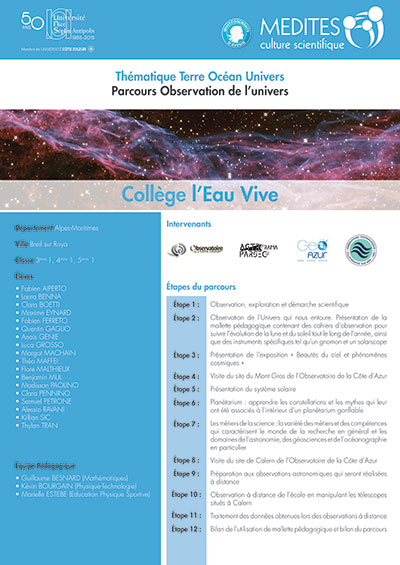 50 ANS
Université
Nice
Sophia Antipolis
1965-2015
Membre de l'UNIVERSITÉ CÔTE D'AZUR
MEDITES
culture scientifique
Thématique Terre Océan Univers
Parcours Observation de l'univers
Collège l'Eau Vive
Département Alpes-Maritimes
Ville Breil sur Roya
Classe 3ème 1, 4ème 1, 5ème 1
Élèves
• Fabien AIPERTO
• Laura BENNA
• Clara BOETTI
• Maxime EYNARD
• Fabien FERRETO
• Quentin GAGLIO
• Anaïs GENIE
• Luca GROSSO
• Margot MACHAIN
• Théo MAFFEI
• Flore MALTHIEUX
• Benjamin MUL
• Madisson PAOLINO
• Clara PENNINO
• Samuel PETRONE
• Alessio RAVANI
• Killian SIC
• Thylan TRAN
Équipe Pédagogique
• Guillaume BESNARD (Mathématiques)
• Kévin BOURGAIN (Physique-Technologie)
• Marielle ESTEBE (Education Physique Sportive)
Intervenants
l'Observatoire
PARSEC
Géo
Azur
Étapes du parcours
Étape 1 : Observation, exploration et démarche scientifique
Étape 2 : Observation de l'Univers qui nous entoure. Présentation de la
mallette pédagogique contenant des cahiers d'observation pour
suivre l'évolution de la lune et du soleil tout le long de l'année, ainsi
que des instruments spécifiques tel qu'un gnomon et un solarscope
Étape 3 : Présentation de l'exposition « Beautés du ciel et phénomènes
cosmiques »
Étape 4 : Visite du site du Mont Gros de l'Observatoire de la Côte d'Azur
Étape 5 : Présentation du système solaire
Étape 6 : Planétarium : apprendre les constellations et les mythes qui leur
ont été associés à l'intérieur d'un planétarium gonflable
Étape 7 : Les métiers de la science : la variété des métiers et des compétences
qui caractérisent le monde de la recherche en général et les
domaines de l'astronomie, des géosciences et de l'océanographie
en particulier
Étape 8 : Visite du site de Calern de l'Observatoire de la Côte d'Azur
Étape 9 : Préparation aux observations astronomiques qui seront réalisées
à distance
Étape 10 : Observation à distance de l'école en manipulant les télescopes
situés à Calern
Étape 11 : Traitement des données obtenues lors des observations à distance
Étape 12 : Bilan de l'utilisation de mallette pédagogique et bilan du parcours